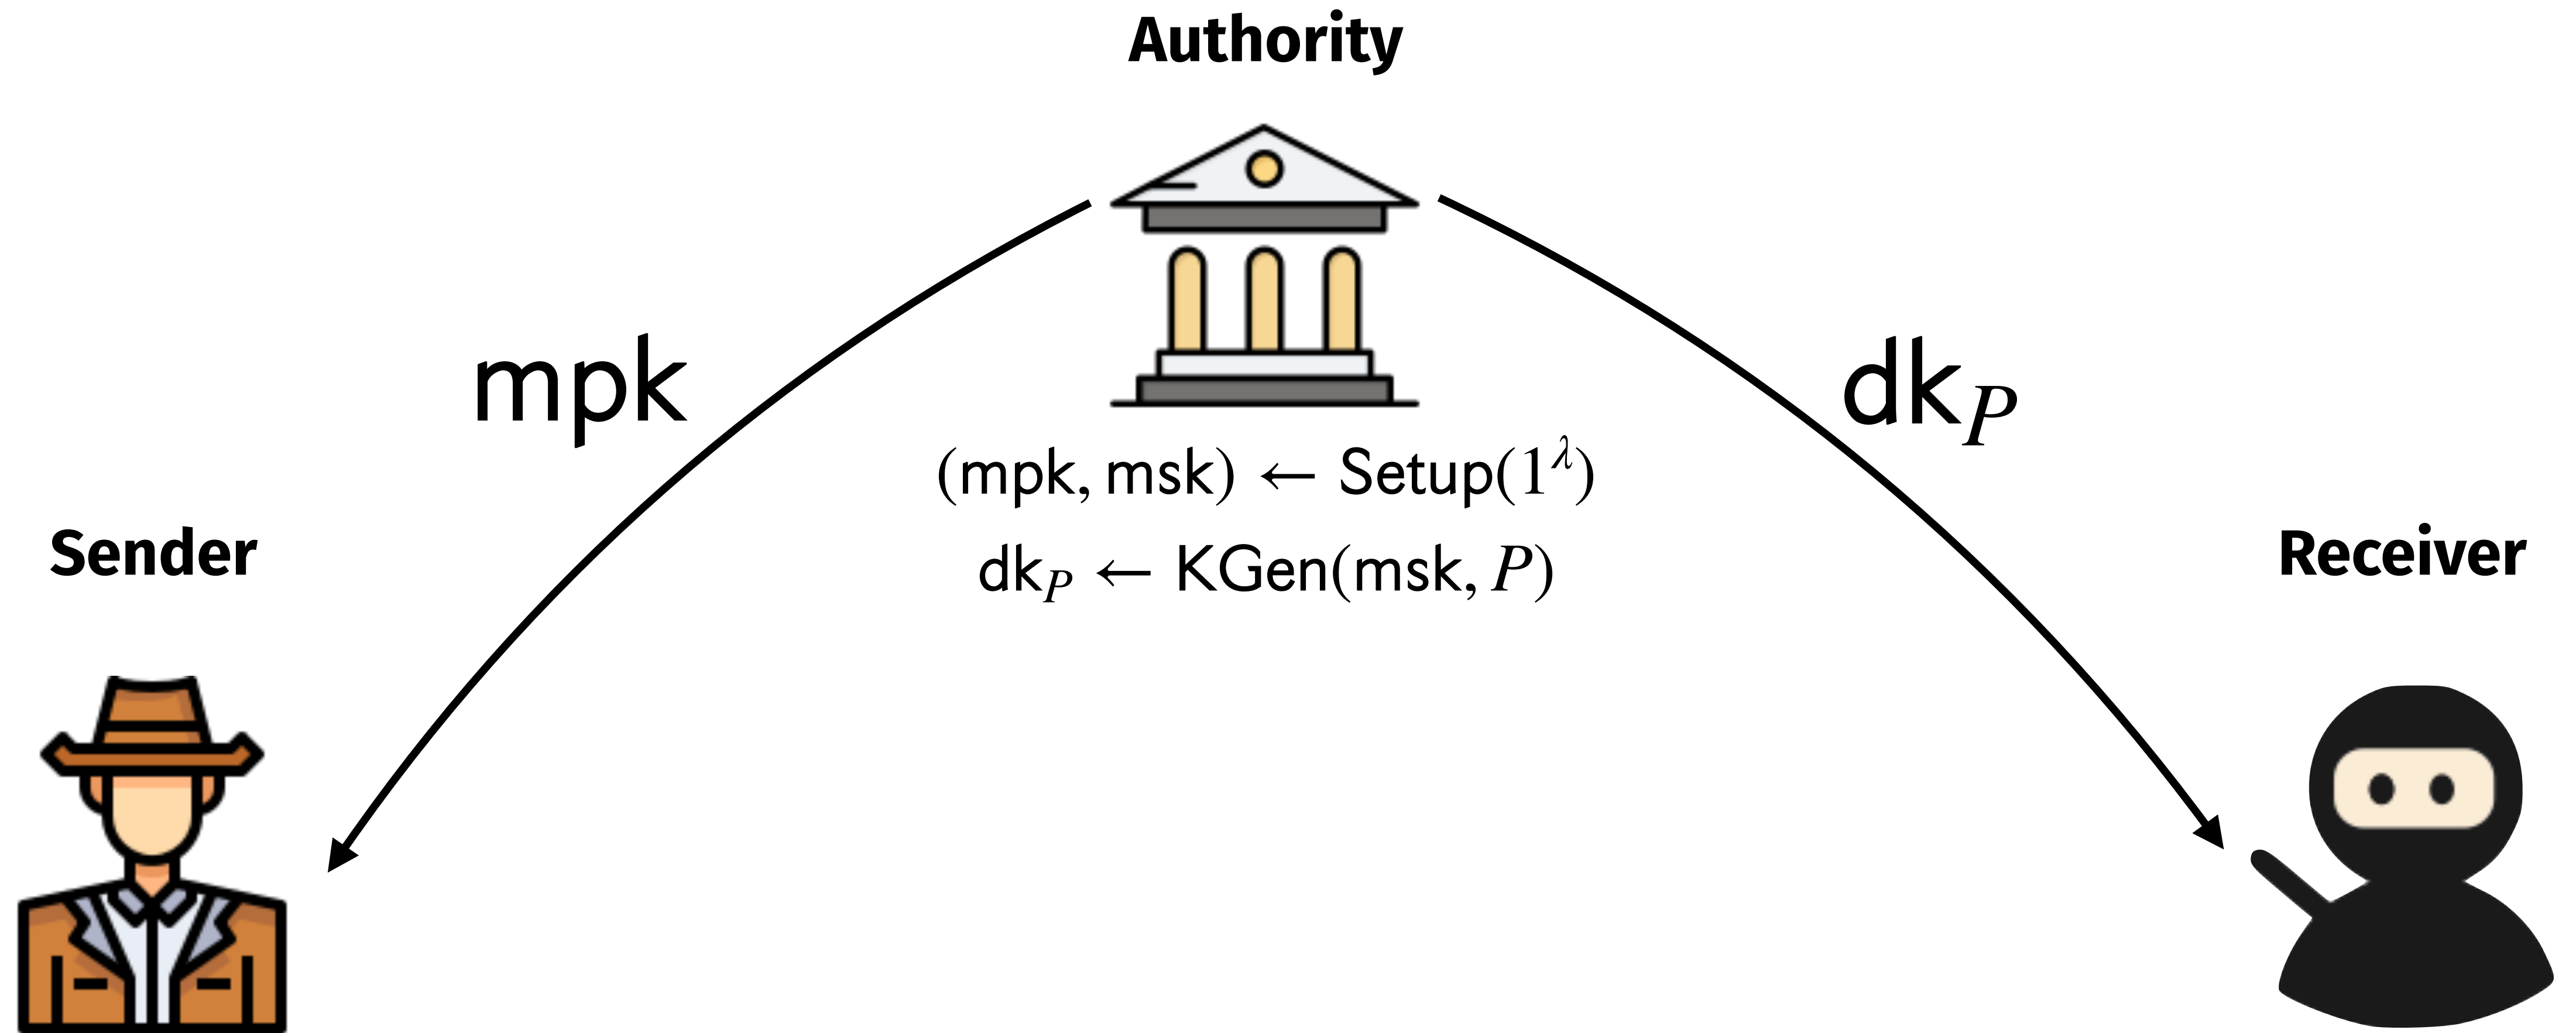 Authority
mpk
dk_P
(mpk, msk) ← Setup(1^λ)
dk_P ← KGen(msk, P)
Sender
Receiver